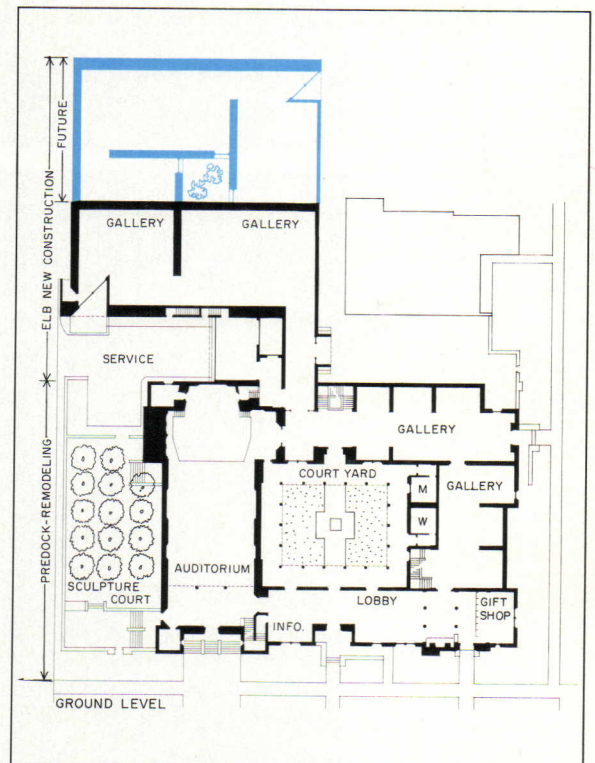 FUTURE
ELB NEW CONSTRUCTION
GALLERY
GALLERY
SERVICE
PREDOCK-REMODELING
GALLERY
COURT YARD
M
GALLERY
W
AUDITORIUM
SCULPTURE
COURT
LOBBY
GIFT
SHOP
INFO.
GROUND LEVEL